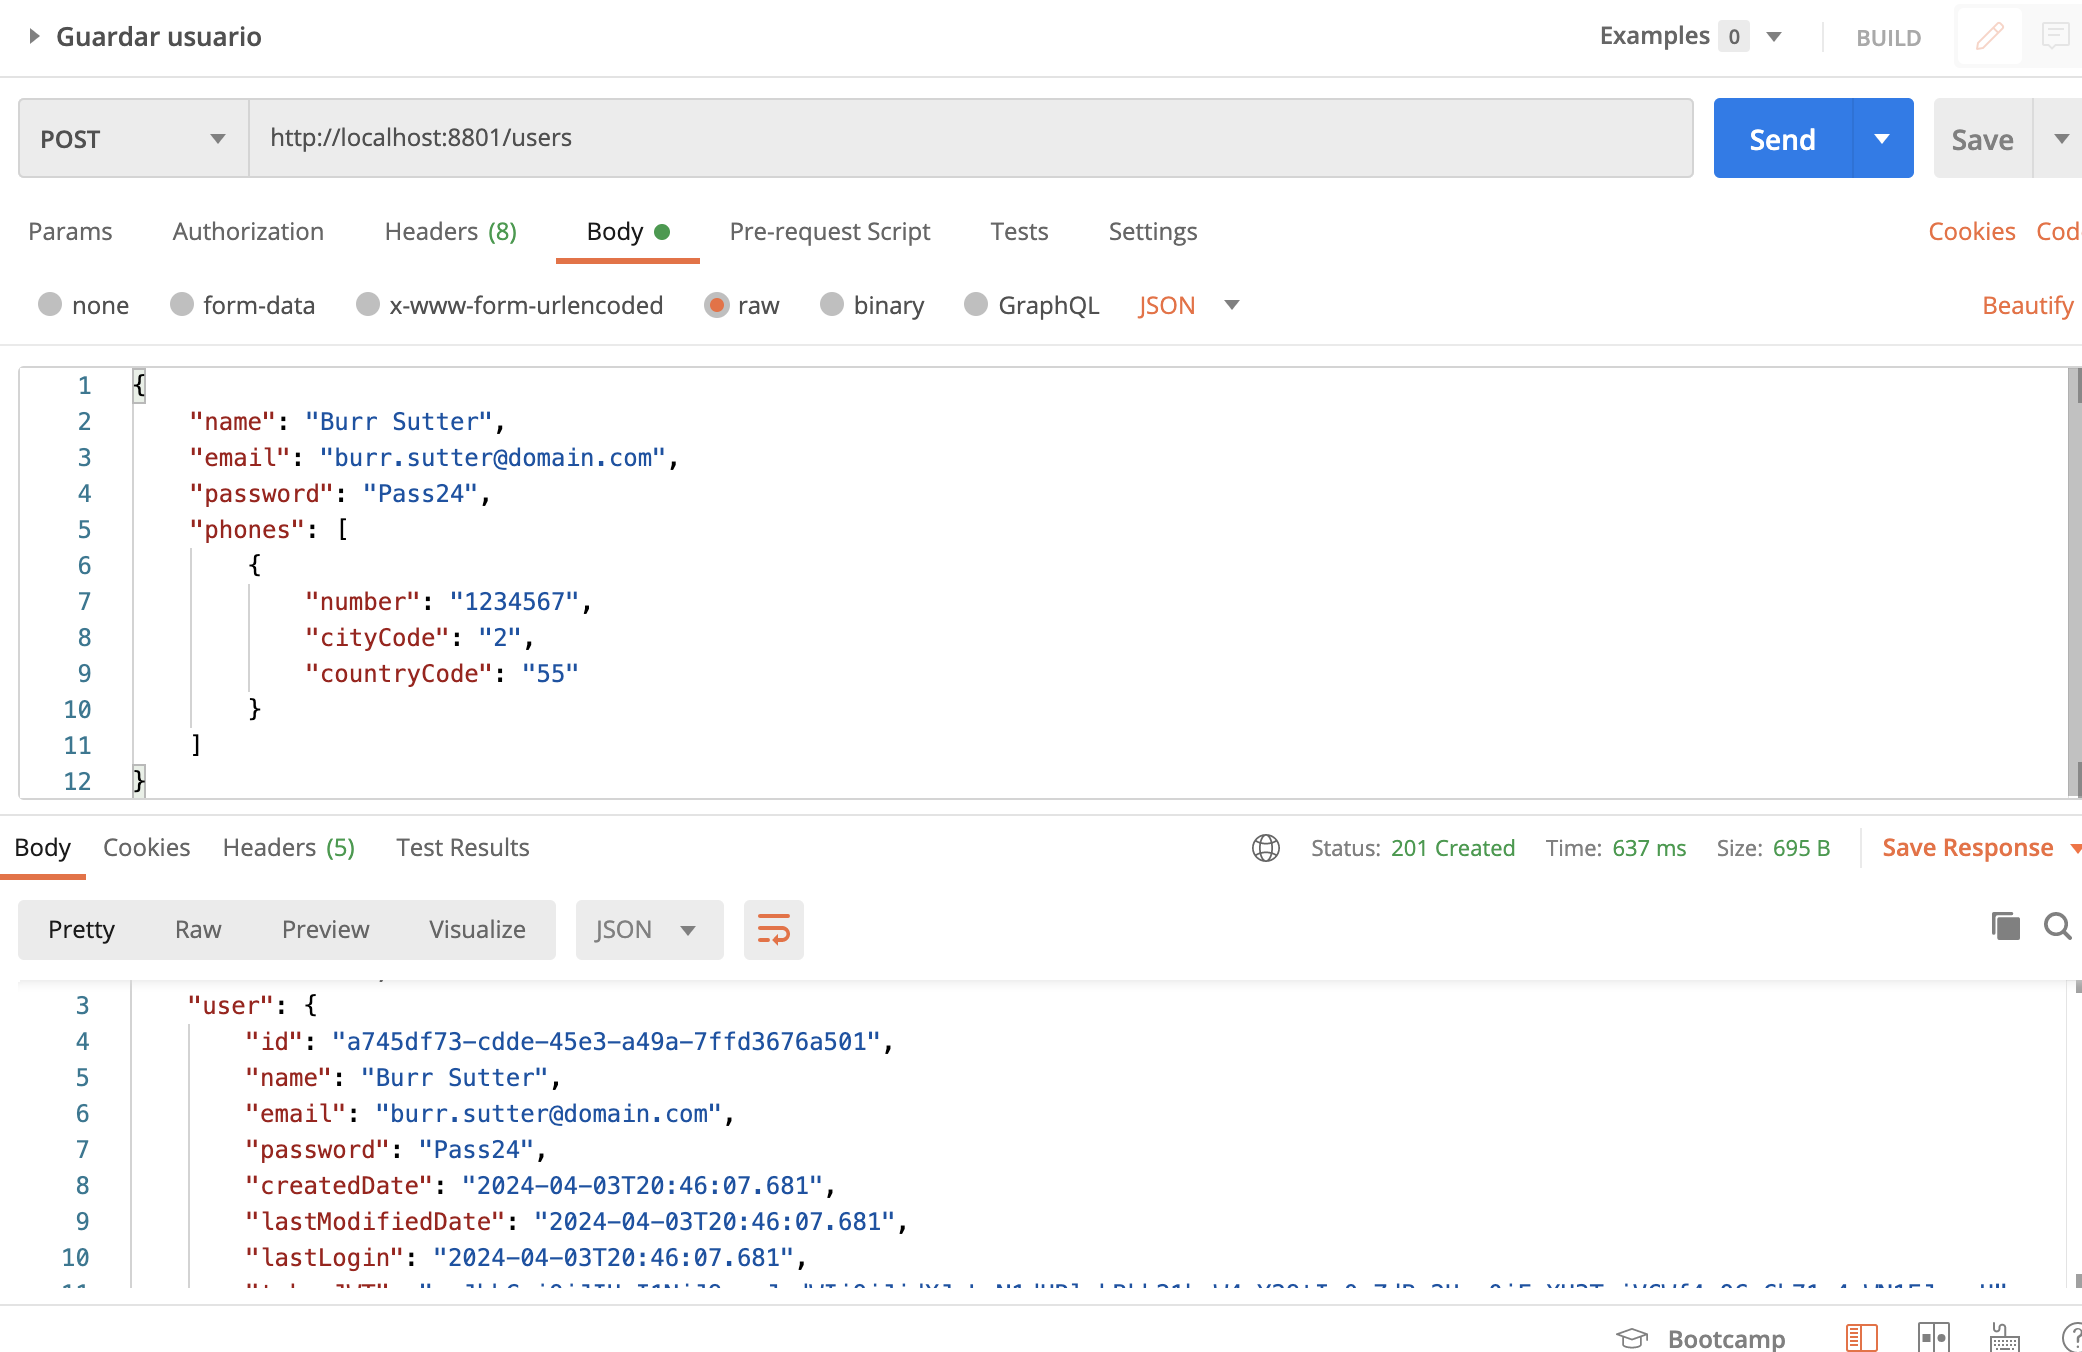 Guardar usuario
Examples 0
BUILD
POST
http://localhost:8801/users
Send
Save
Params Authorization Headers (8) Body Pre-request Script Tests Settings Cookies
none form-data x-www-form-urlencoded raw binary GraphQL JSON Beautify
1 {
2 "name": "Burr Sutter",
3 "email": "burr.sutter@domain.com",
4 "password": "Pass24",
5 "phones": [
6 {
7 "number": "1234567",
8 "cityCode": "2",
9 "countryCode": "55"
10 }
11 ]
12 }
Body Cookies Headers (5) Test Results Status: 201 Created Time: 637 ms Size: 695 B Save Response
Pretty Raw Preview Visualize JSON
3 "user": {
4 "id": "a745df73-cdde-45e3-a49a-7ffd3676a501",
5 "name": "Burr Sutter",
6 "email": "burr.sutter@domain.com",
7 "password": "Pass24",
8 "createdDate": "2024-04-03T20:46:07.681",
9 "lastModifiedDate": "2024-04-03T20:46:07.681",
10 "lastLogin": "2024-04-03T20:46:07.681",
Bootcamp